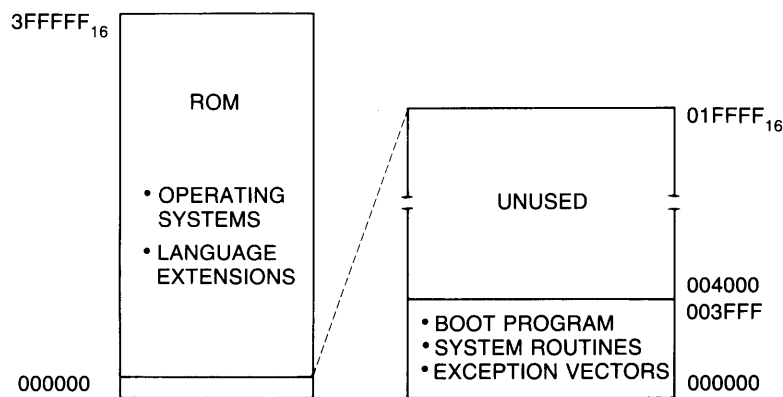 3FFFFF₁₆
ROM
• OPERATING
SYSTEMS
• LANGUAGE
EXTENSIONS
000000
01FFFF₁₆
UNUSED
004000
003FFF
• BOOT PROGRAM
• SYSTEM ROUTINES
• EXCEPTION VECTORS
000000